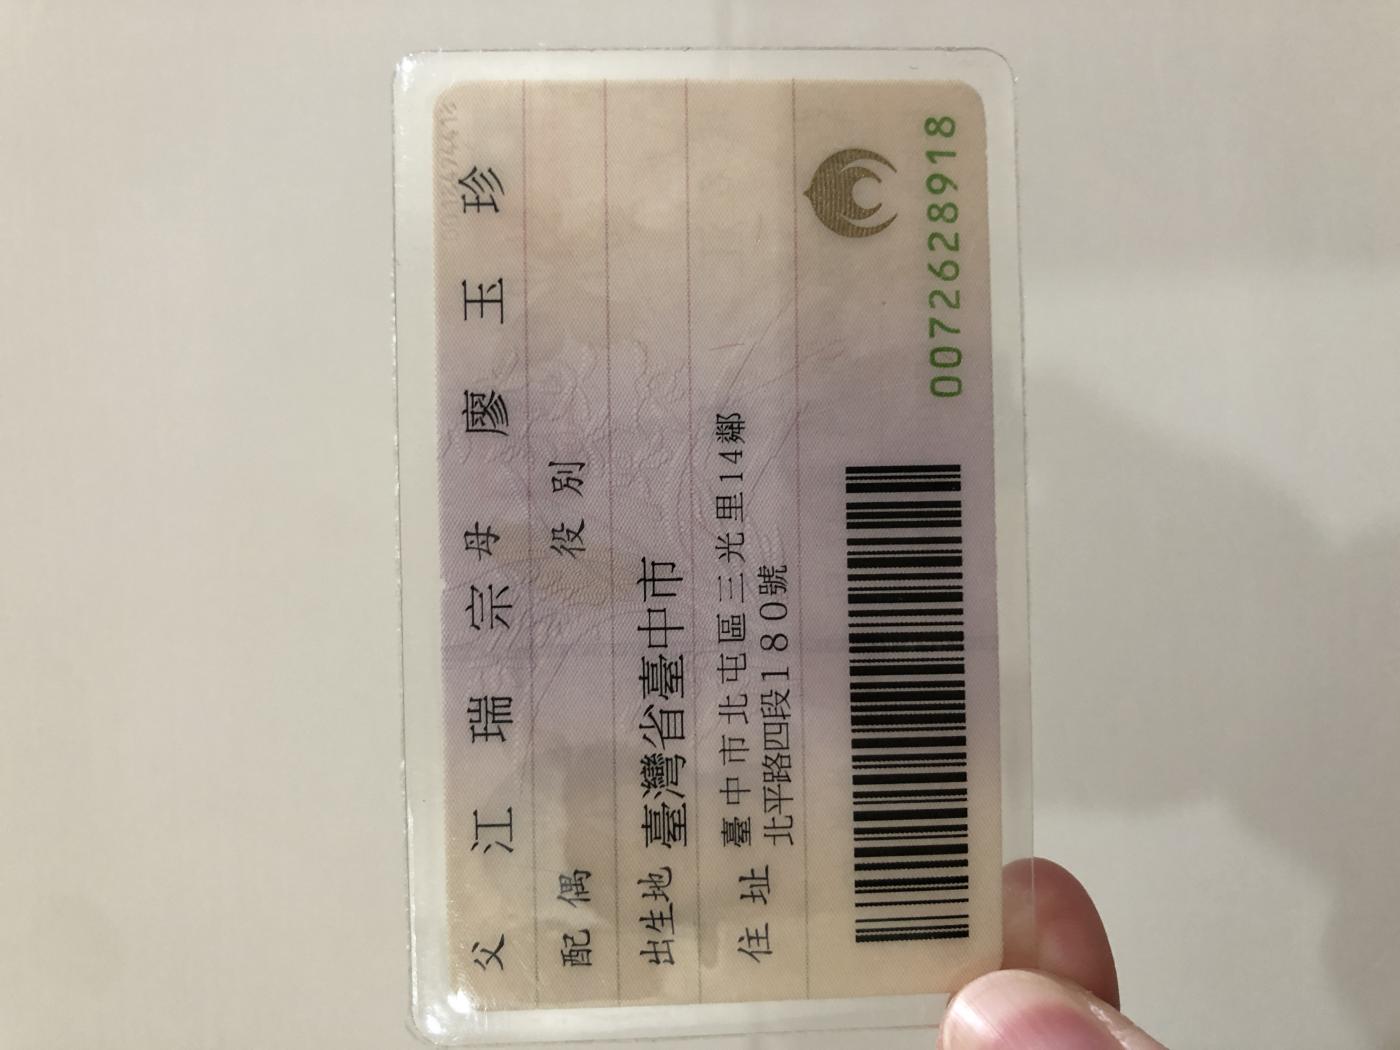 父 江瑞宗 母 廖玉珍
配偶 役別
出生地 臺灣省臺中市
住址 臺中市北屯區三光里14鄰
北平路四段180號
0072628918